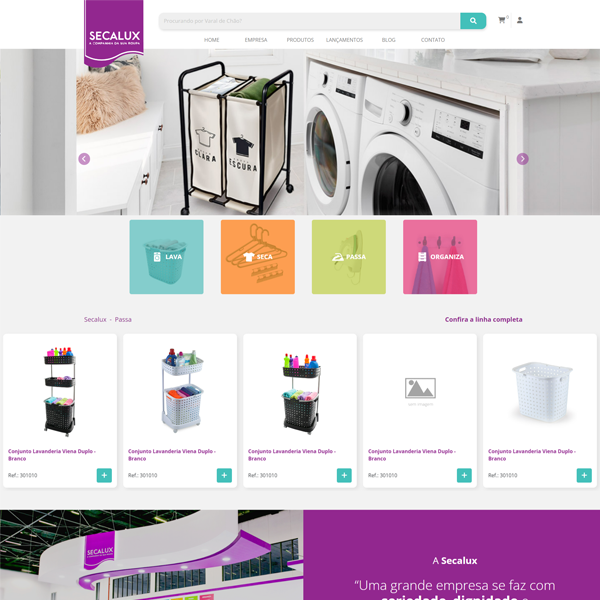 SECALUX
A COMPANHIA DA SUA ROUPA
Procurando por Varal de Chão?
0
HOME EMPRESA PRODUTOS LANÇAMENTOS BLOG CONTATO
ROUPA CLARA
ROUPA ESCURA
LAVA
SECA
PASSA
ORGANIZA
Secalux - Passa
Confira a linha completa
sem imagem
Conjunto Lavanderia Viena Duplo -
Branco
Ref.: 301010
+
Conjunto Lavanderia Viena Duplo -
Branco
Ref.: 301010
+
Conjunto Lavanderia Viena Duplo -
Branco
Ref.: 301010
+
Conjunto Lavanderia Viena Duplo -
Branco
Ref.: 301010
+
Conjunto Lavanderia Viena Duplo -
Branco
Ref.: 301010
+
SECALUX
A Secalux
“Uma grande empresa se faz com